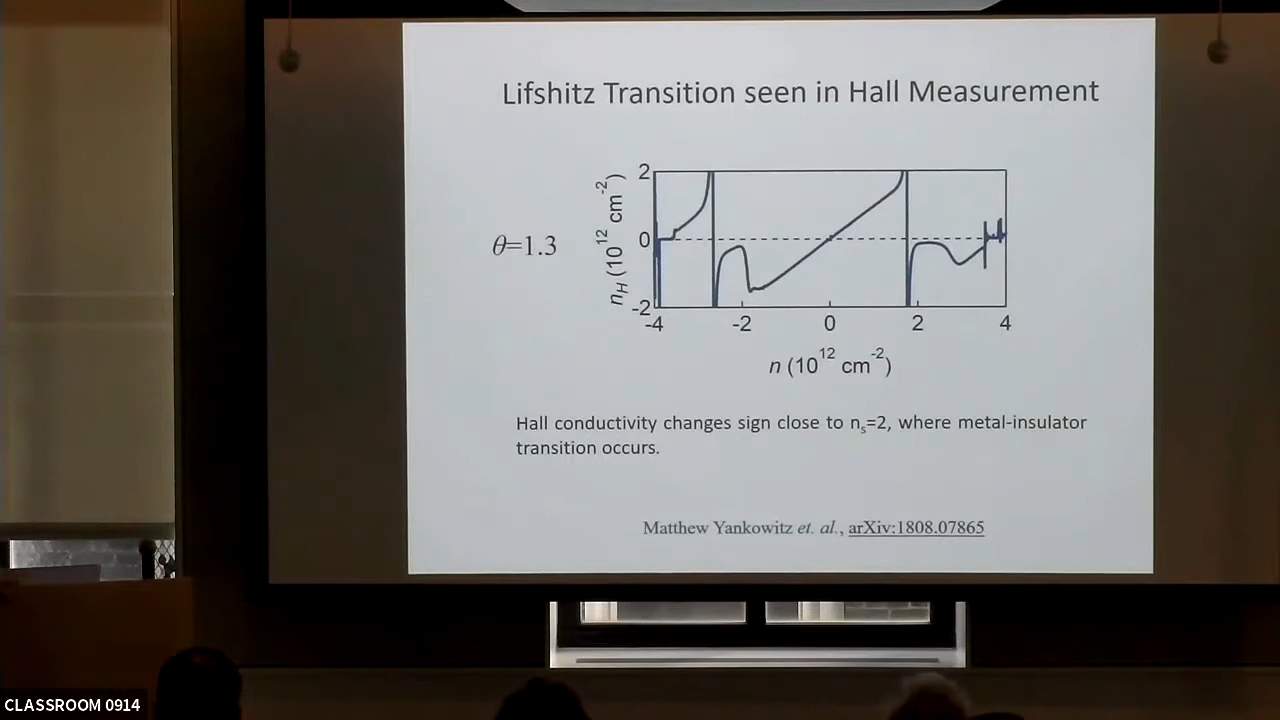 Lifshitz Transition seen in Hall Measurement
θ=1.3
n_H (10^12 cm^-2)
2
0
-2
-4 -2 0 2 4
n (10^12 cm^-2)
Hall conductivity changes sign close to n_s=2, where metal-insulator
transition occurs.
Matthew Yankowitz et. al., arXiv:1808.07865
CLASSROOM 0914